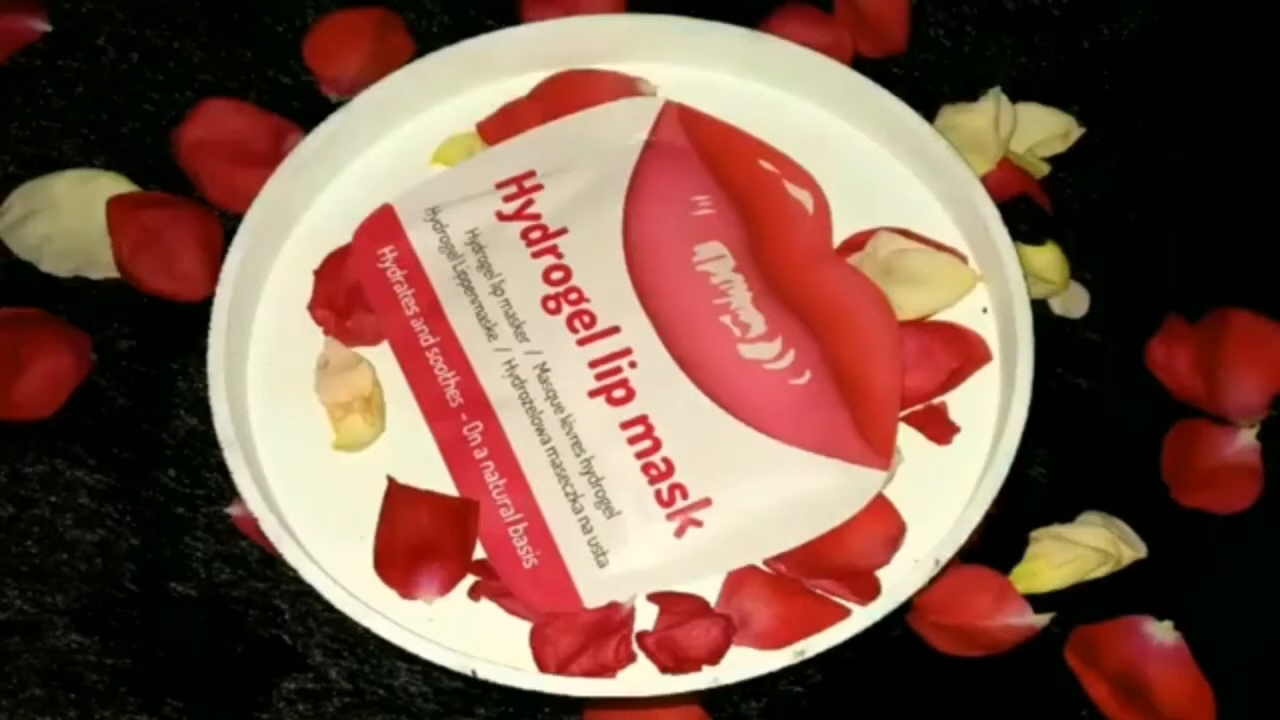 Hydrogel lip mask
Hydrogel lip masker / Masque lèvres hydrogel
Hydrogel Lippenmaske / Hydrożelowa maseczka na usta
Hydrates and soothes - On a natural basis